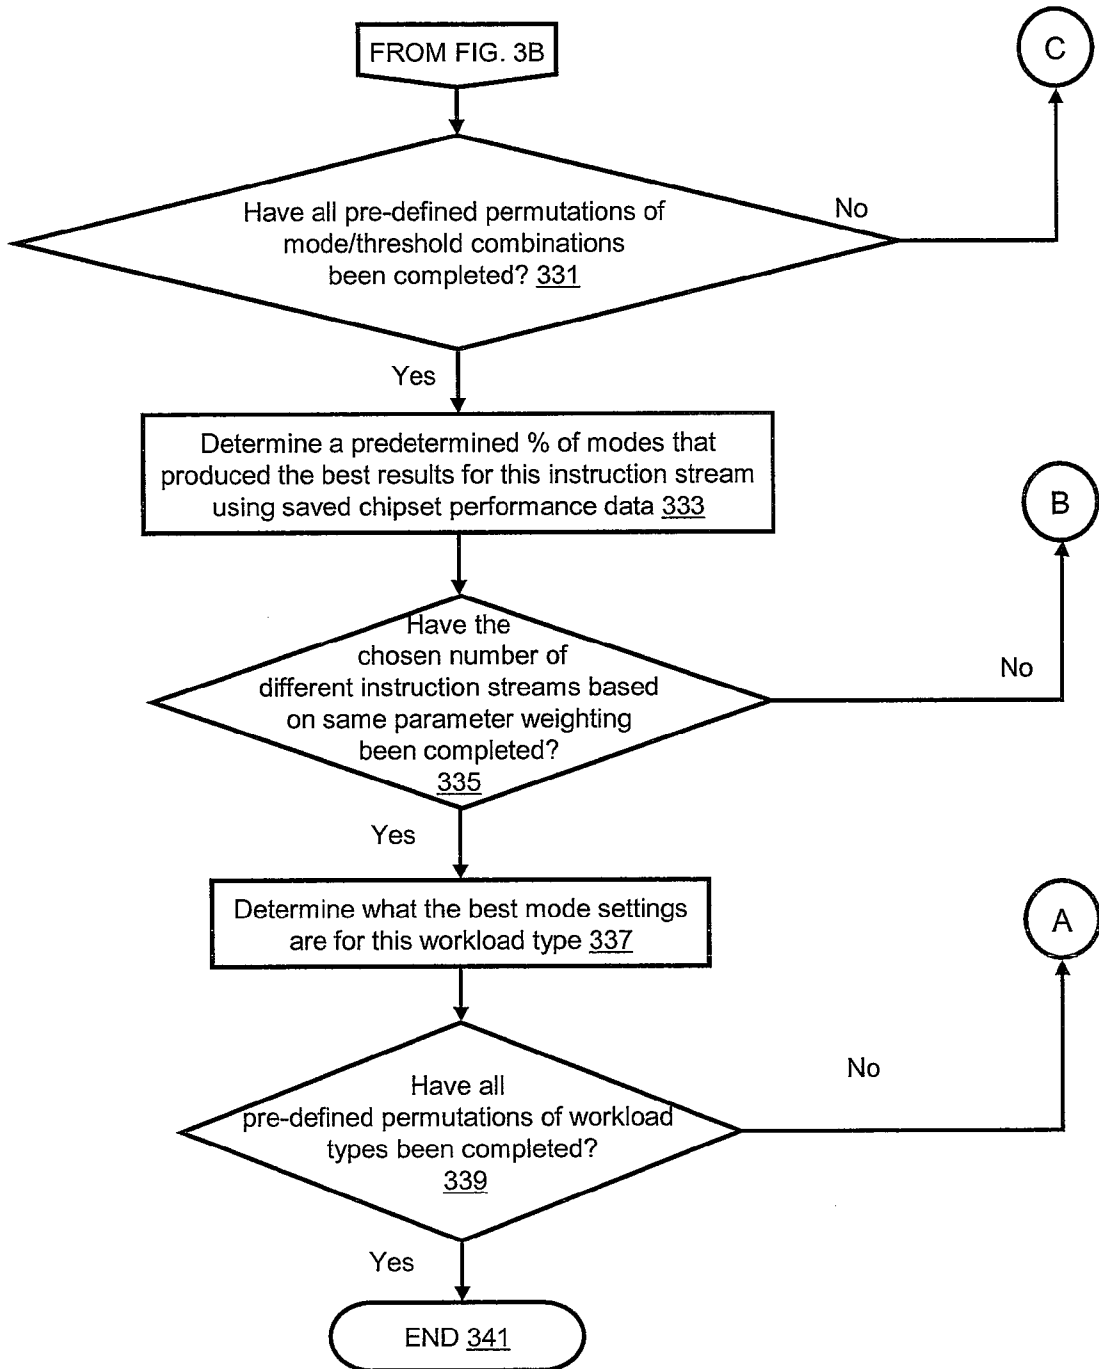 FROM FIG. 3B
C
Have all pre-defined permutations of
mode/threshold combinations
been completed? 331
No
Yes
Determine a predetermined % of modes that
produced the best results for this instruction stream
using saved chipset performance data 333
B
Have the
chosen number of
different instruction streams based
on same parameter weighting
been completed?
335
No
Yes
Determine what the best mode settings
are for this workload type 337
A
Have all
pre-defined permutations of workload
types been completed?
339
No
Yes
END 341